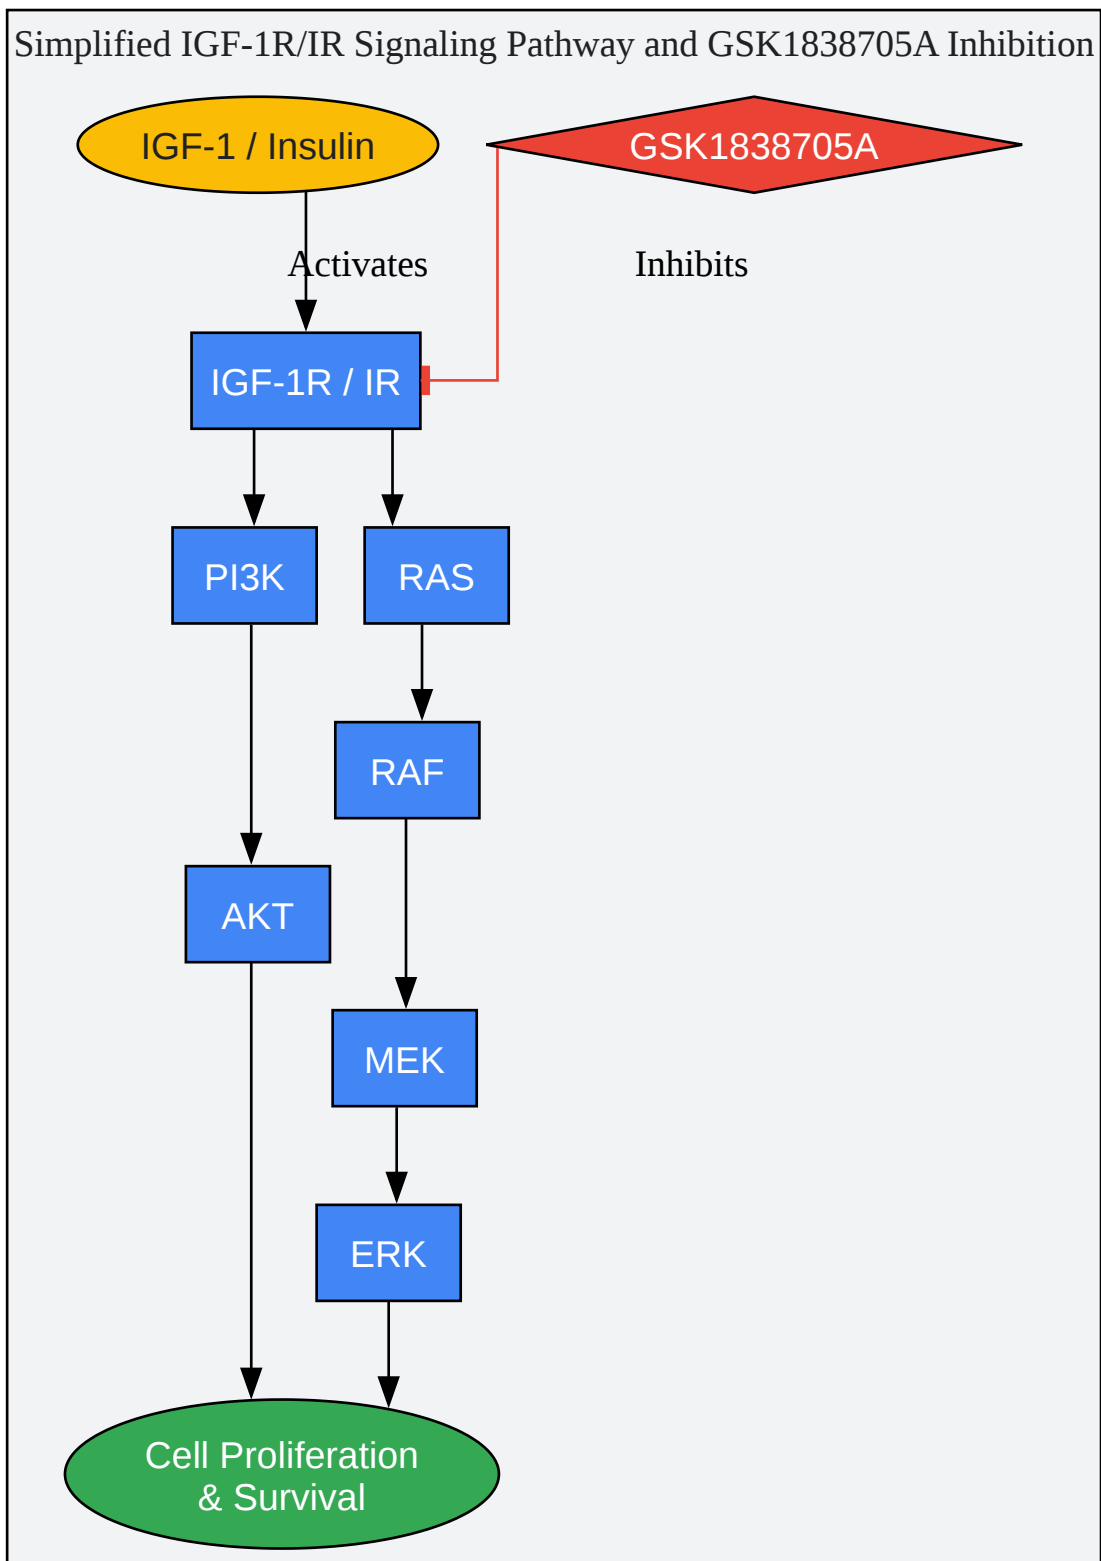 Simplified IGF-1R/IR Signaling Pathway and GSK1838705A Inhibition
IGF-1 / Insulin
GSK1838705A
Activates
Inhibits
IGF-1R / IR
PI3K
RAS
RAF
AKT
MEK
ERK
Cell Proliferation
& Survival